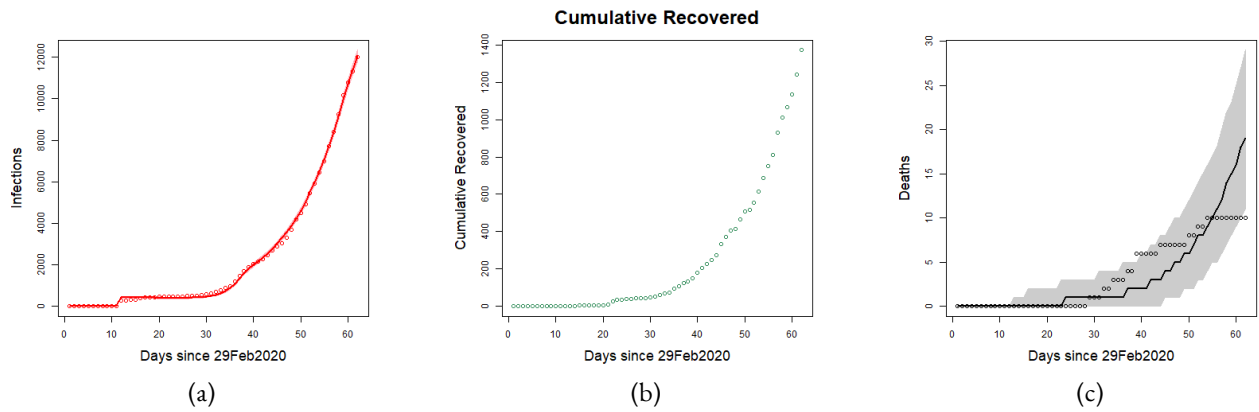 Cumulative Recovered
Infections
0 2000 4000 6000 8000 10000 12000
0 10 20 30 40 50 60
Days since 29Feb2020
(a)
Cumulative Recovered
0 200 400 600 800 1000 1200 1400
0 10 20 30 40 50 60
Days since 29Feb2020
(b)
Deaths
0 5 10 15 20 25 30
0 10 20 30 40 50 60
Days since 29Feb2020
(c)